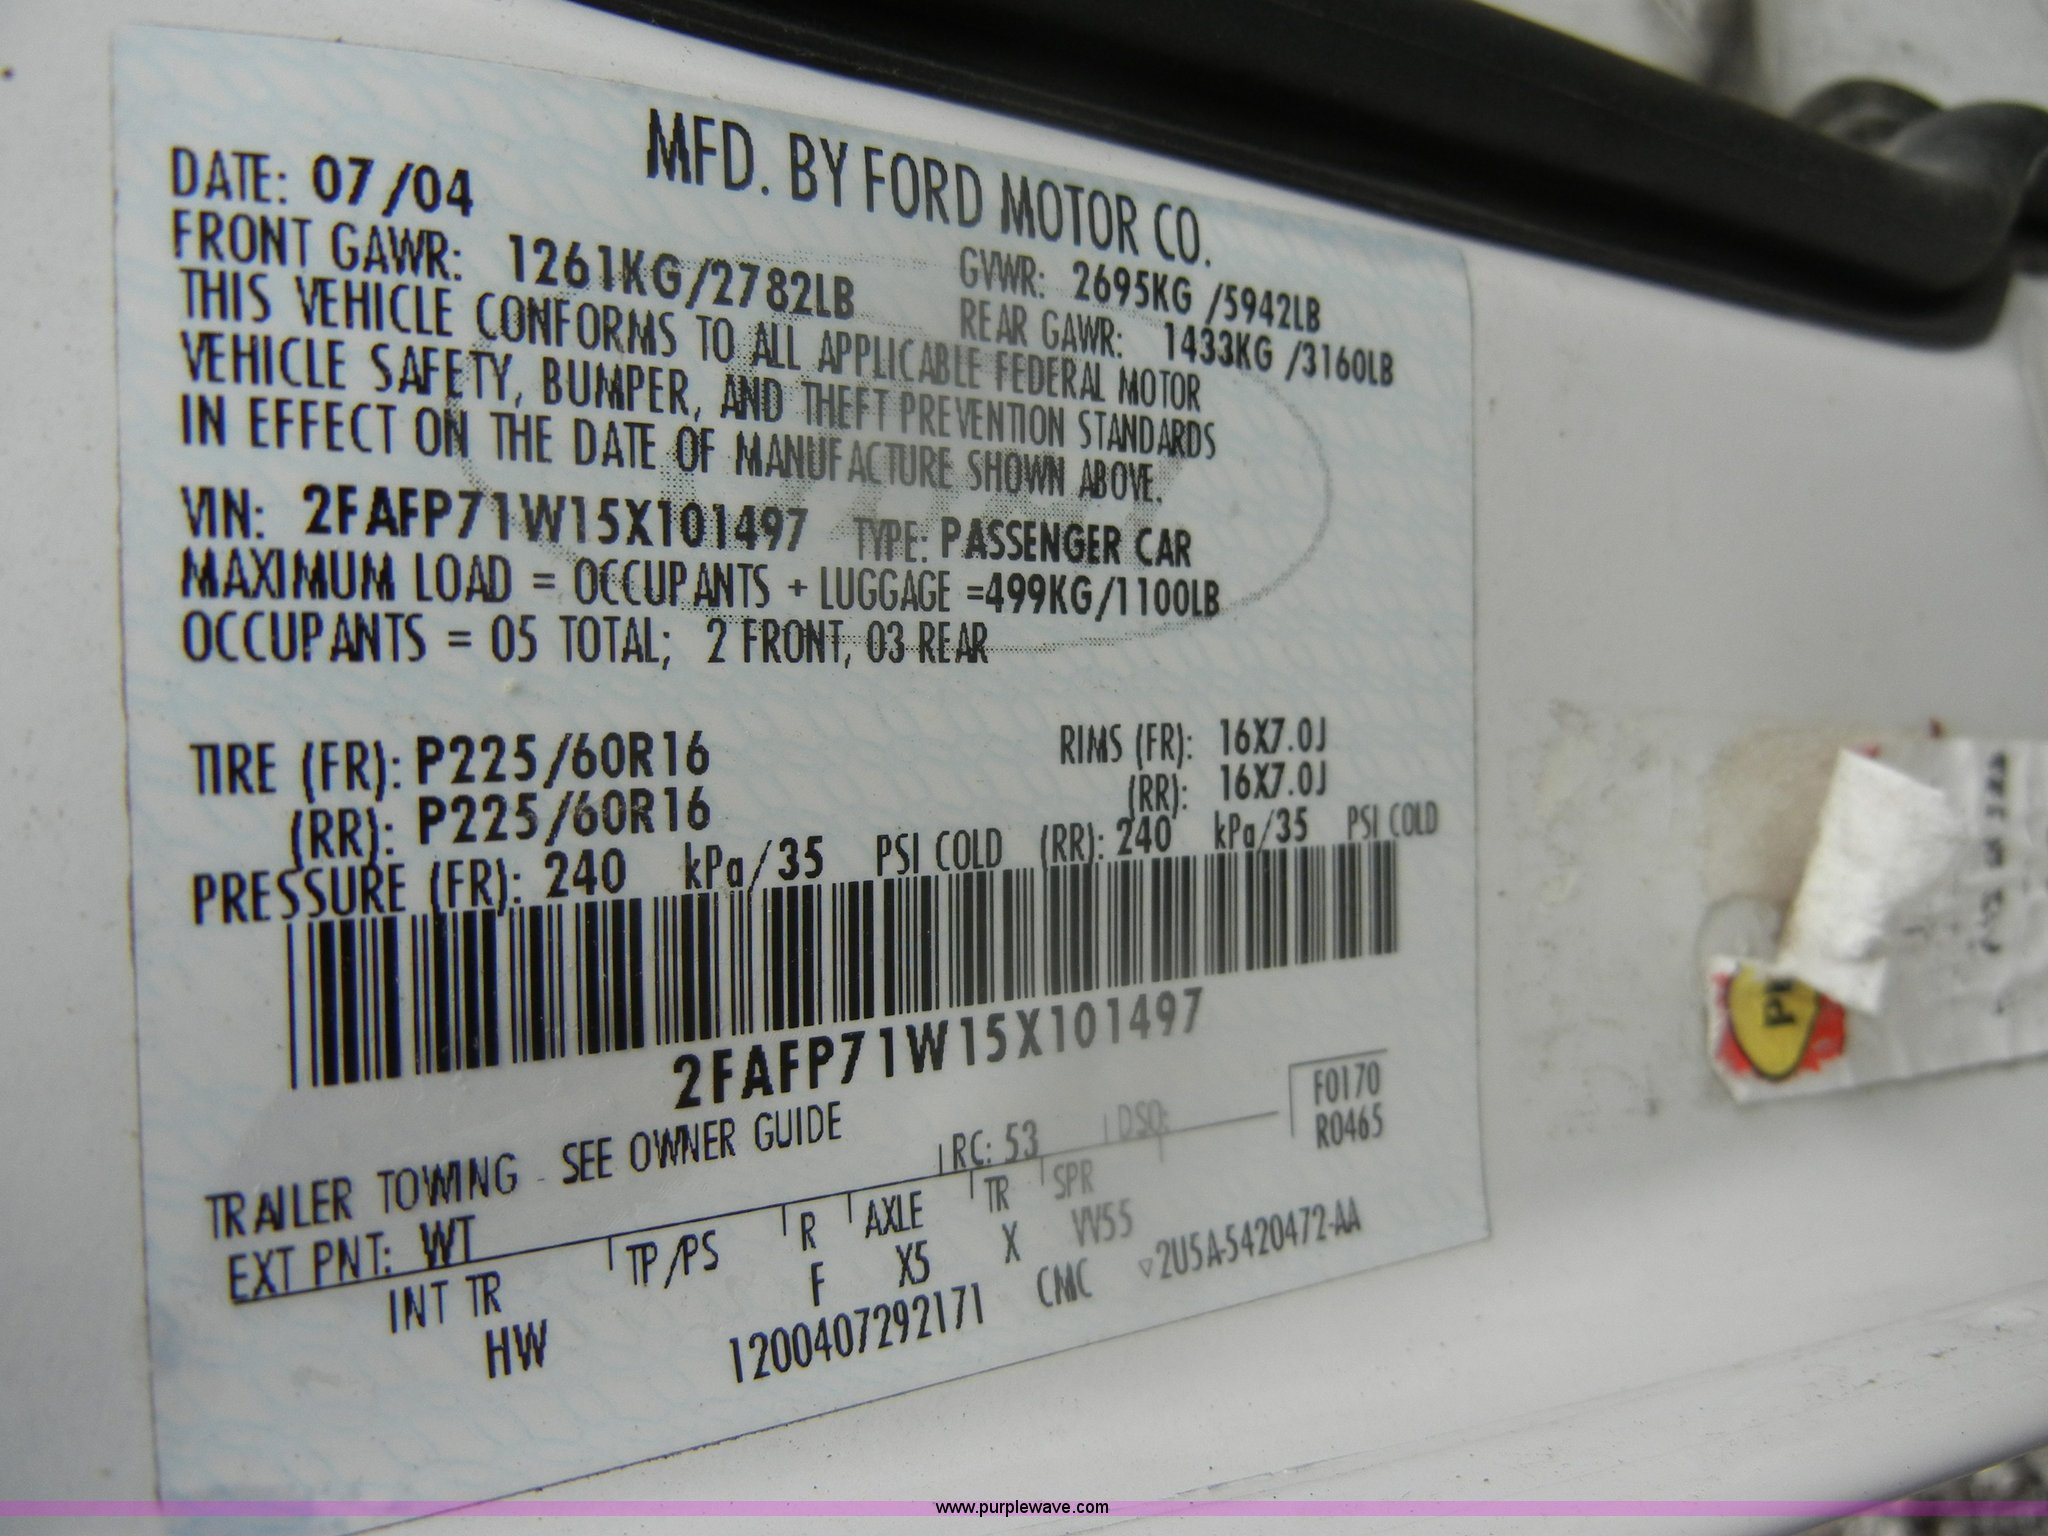 MFD. BY FORD MOTOR CO.
DATE: 07/04
GVWR: 2695KG /5942LB
FRONT GAWR: 1261KG/2782LB
REAR GAWR: 1433KG /3160LB
THIS VEHICLE CONFORMS TO ALL APPLICABLE FEDERAL MOTOR
VEHICLE SAFETY, BUMPER, AND THEFT PREVENTION STANDARDS
IN EFFECT ON THE DATE OF MANUFACTURE SHOWN ABOVE.
VIN: 2FAFP71W15X101497 TYPE: PASSENGER CAR
MAXIMUM LOAD = OCCUPANTS + LUGGAGE =499KG/1100LB
OCCUPANTS = 05 TOTAL; 2 FRONT, 03 REAR
TIRE (FR): P225/60R16 RIMS (FR): 16X7.0J
(RR): P225/60R16 (RR): 16X7.0J
PRESSURE (FR): 240 kPa/35 PSI COLD (RR): 240 kPa/35 PSI COLD
2FAFP71W15X101497
TRAILER TOWING - SEE OWNER GUIDE
F0170
R0465
EXT PNT: WT RC: 53 DSO:
INT TR TP/PS R AXLE TR SPR
HW F X5 X VV55
1200407292171 CMC ▽2U5A-5420472-AA
www.purplewave.com